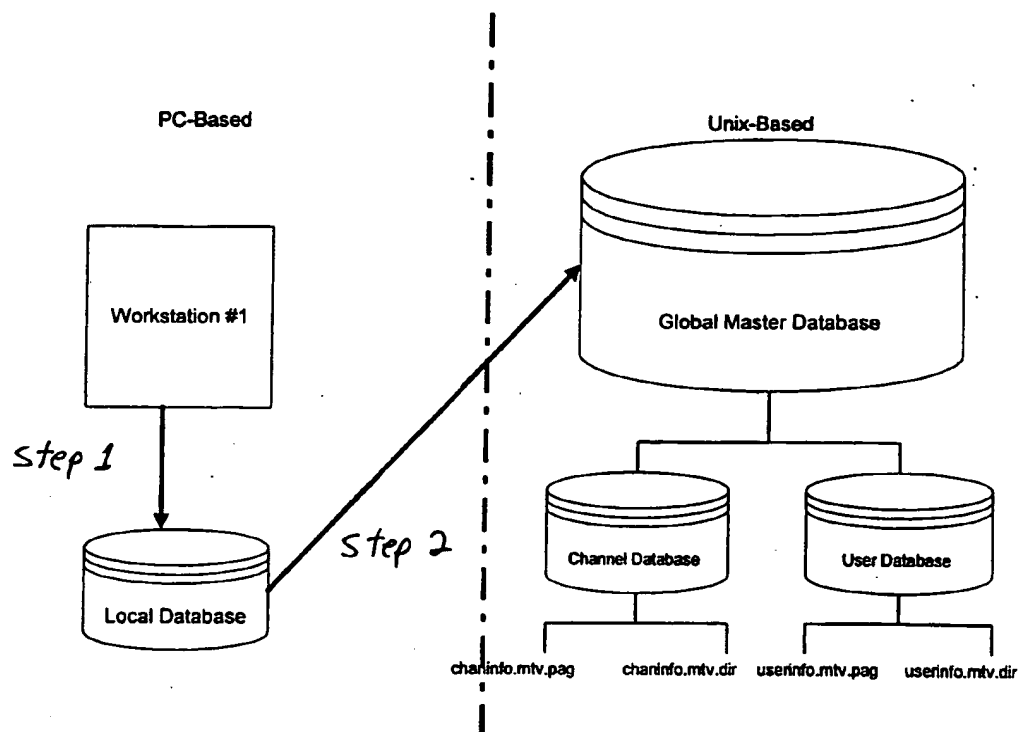 PC-Based
Unix-Based
Workstation #1
Global Master Database
step 1
step 2
Local Database
Channel Database
User Database
chaninfo.mtv.pag
chaninfo.mtv.dir
userinfo.mtv.pag
userinfo.mtv.dir